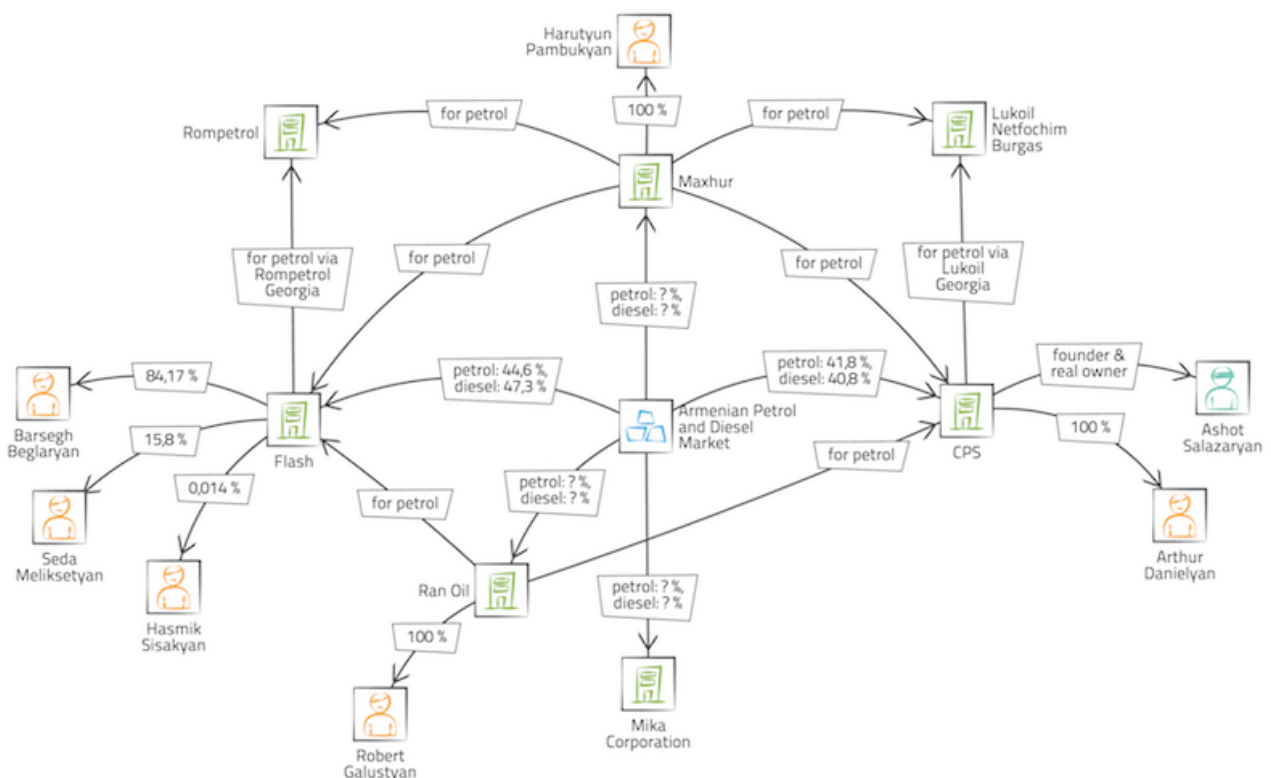 Harutyun
Pambukyan
100 %
for petrol
for petrol
Rompetrol
Lukoil
Netfochim
Burgas
Maxhur
for petrol via
Rompetrol
Georgia
for petrol
for petrol
for petrol via
Lukoil
Georgia
petrol: ? %,
diesel: ? %
84,17 %
petrol: 44,6 %,
diesel: 47,3 %
petrol: 41,8 %,
diesel: 40,8 %
founder &
real owner
Barsegh
Beglaryan
15,8 %
Flash
Armenian Petrol
and Diesel
Market
CPS
100 %
Ashot
Salazaryan
for petrol
0,014 %
for petrol
petrol: ? %,
diesel: ? %
Seda
Meliksetyan
Arthur
Danielyan
Ran Oil
petrol: ? %,
diesel: ? %
Hasmik
Sisakyan
100 %
Mika
Corporation
Robert
Galustyan